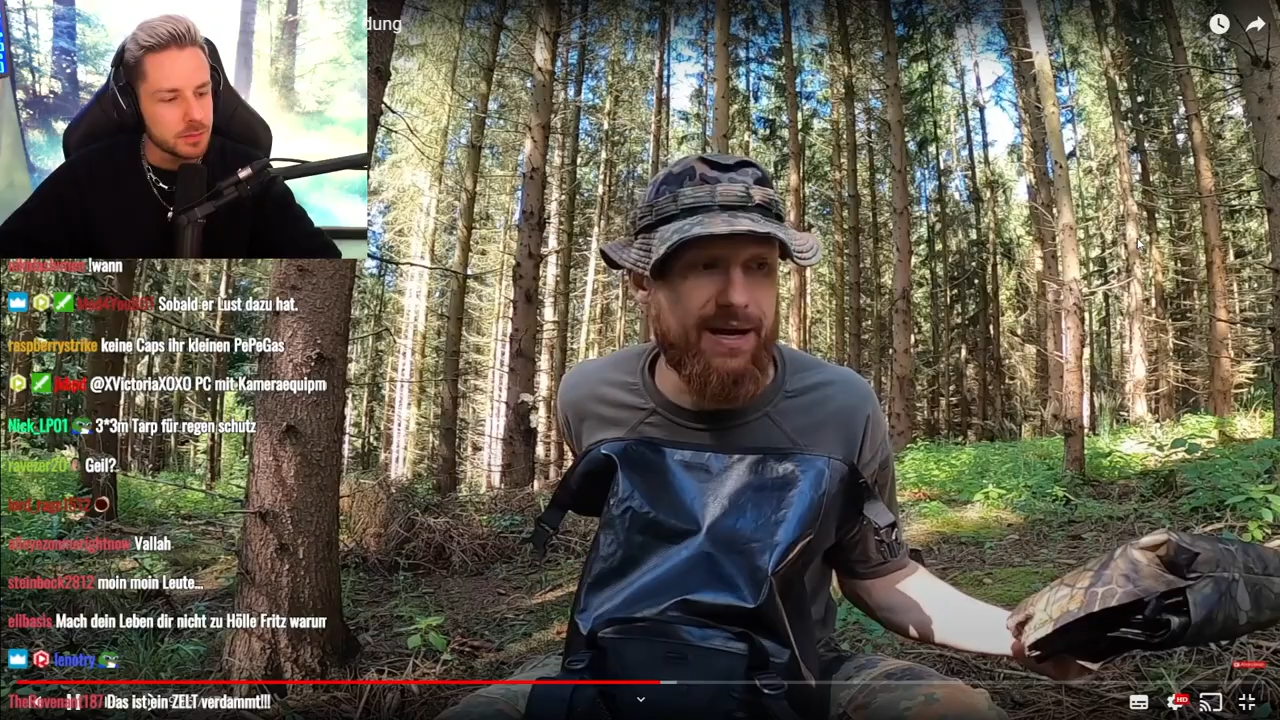 dung
!wann
Sobald er Lust dazu hat.
raspberrystrike keine Caps ihr kleinen PePeGas
@XVictoriaXOXO PC mit Kameraequipm
Nick_LP01 3*3m Tarp für regen schutz
Geil?
Vallah
steinbock2812 moin moin Leute...
ellbasis Mach dein Leben dir nicht zu Hölle Fritz warum
lenotry
Das ist ein ZELT verdammt!!!
HD